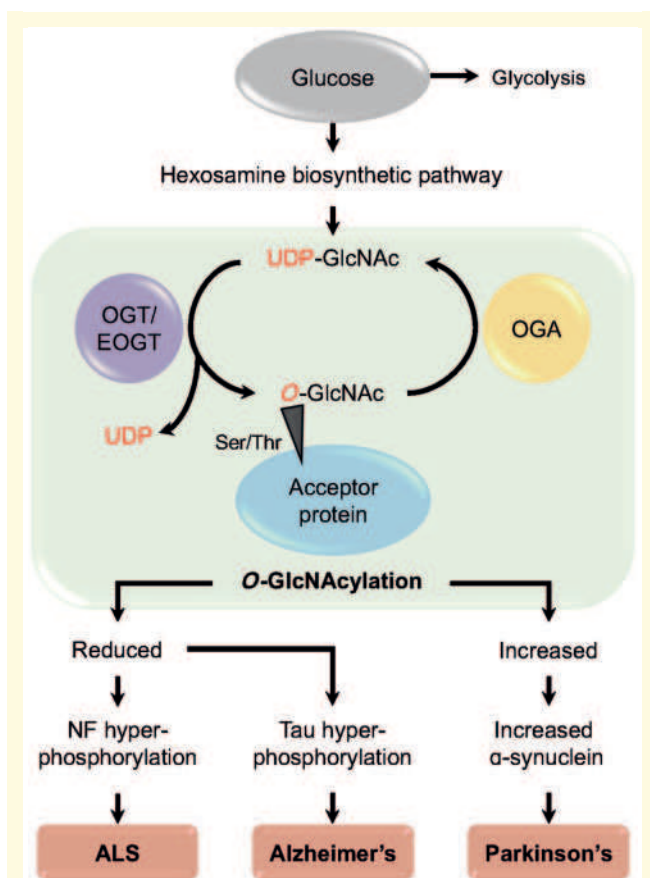 Glucose
Glycolysis
Hexosamine biosynthetic pathway
UDP-GlcNAc
OGT/
EOGT
OGA
O-GlcNAc
UDP
Ser/Thr
Acceptor
protein
O-GlcNAcylation
Reduced
Increased
NF hyper-
phosphorylation
Tau hyper-
phosphorylation
Increased
α-synuclein
ALS
Alzheimer's
Parkinson's